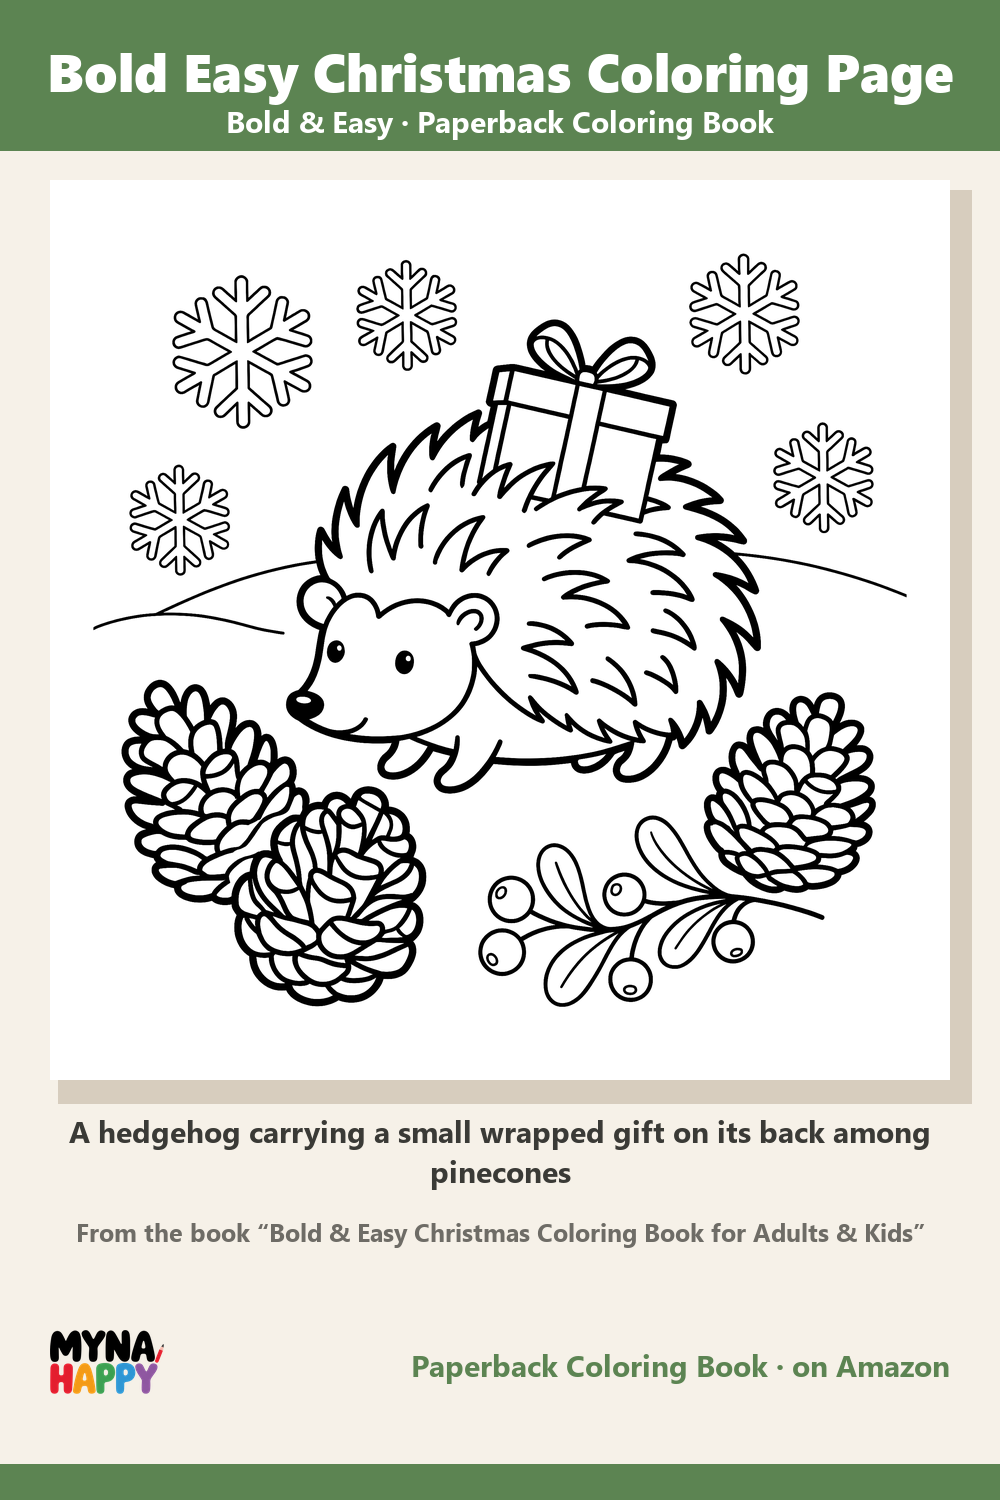 Bold Easy Christmas Coloring Page
Bold & Easy · Paperback Coloring Book
A hedgehog carrying a small wrapped gift on its back among
pinecones
From the book “Bold & Easy Christmas Coloring Book for Adults & Kids”
MYNA
HAPPY
Paperback Coloring Book · on Amazon